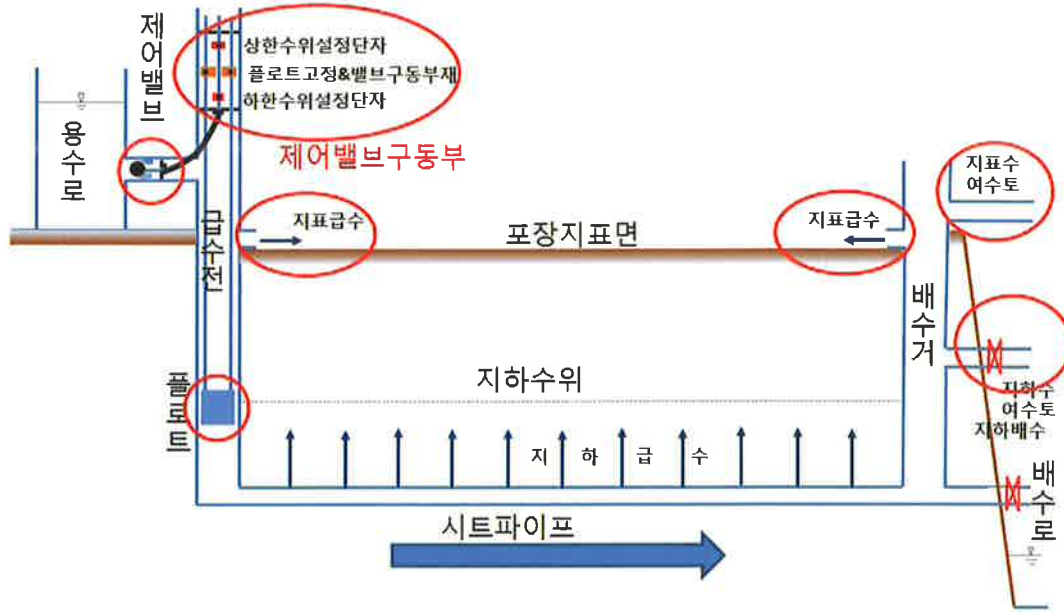 제어밸브
상한수위설정단자
플로트고정&밸브구동부재
하한수위설정단자
제어밸브구동부
용수로
급수전
지표급수
포장지표면
지표급수
지표수
여수토
배수거
플로트
지하수위
지하수
여수토
지하배수
지하급수
배수로
시트파이프